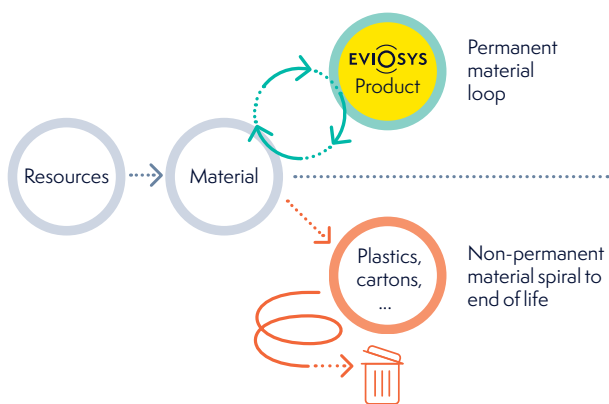 EVIOSYS
Product
Permanent
material
loop
Resources
Material
Plastics,
cartons,
...
Non-permanent
material spiral to
end of life